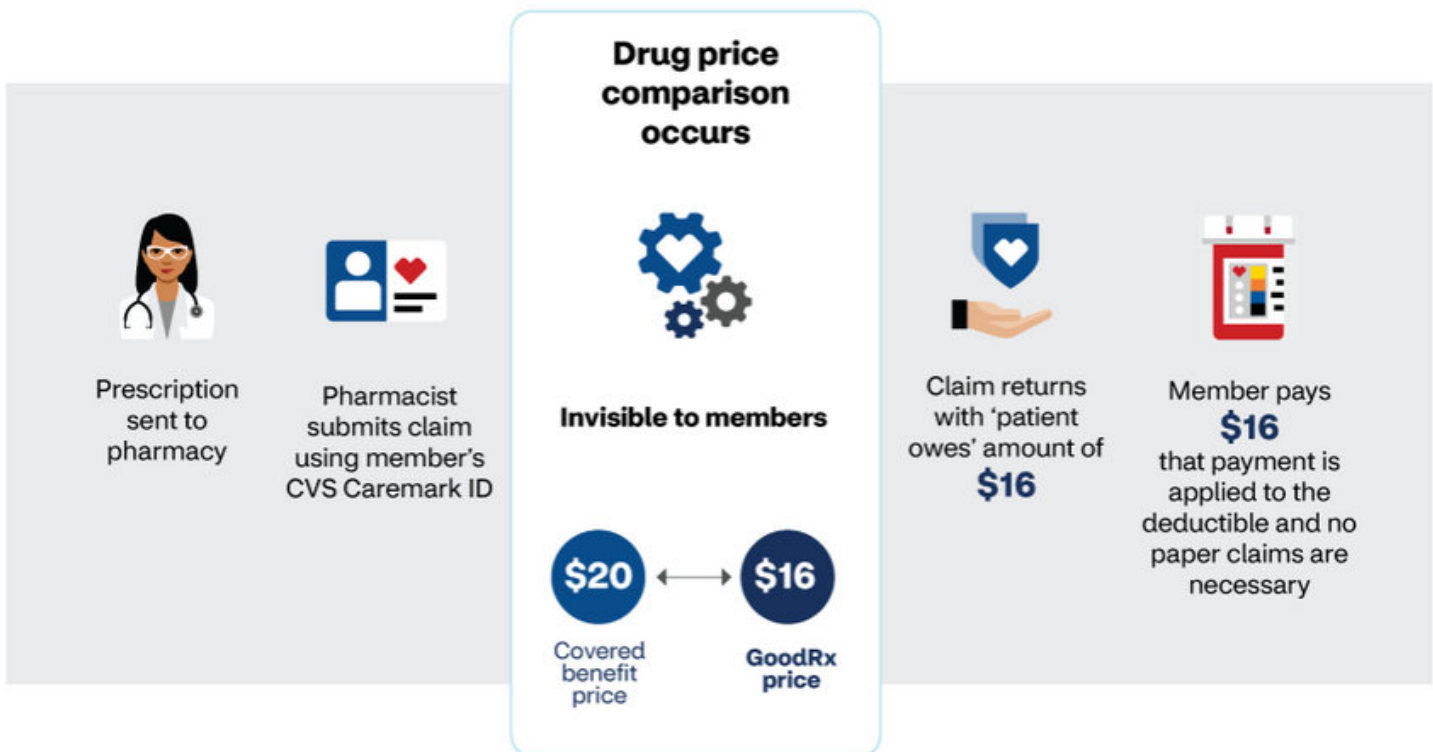 Prescription
sent to
pharmacy
Pharmacist
submits claim
using member's
CVS Caremark ID
Drug price
comparison
occurs
Invisible to members
$20
$16
Covered
benefit
price
GoodRx
price
Claim returns
with ‘patient
owes’ amount of
$16
Member pays
$16
that payment is
applied to the
deductible and no
paper claims are
necessary